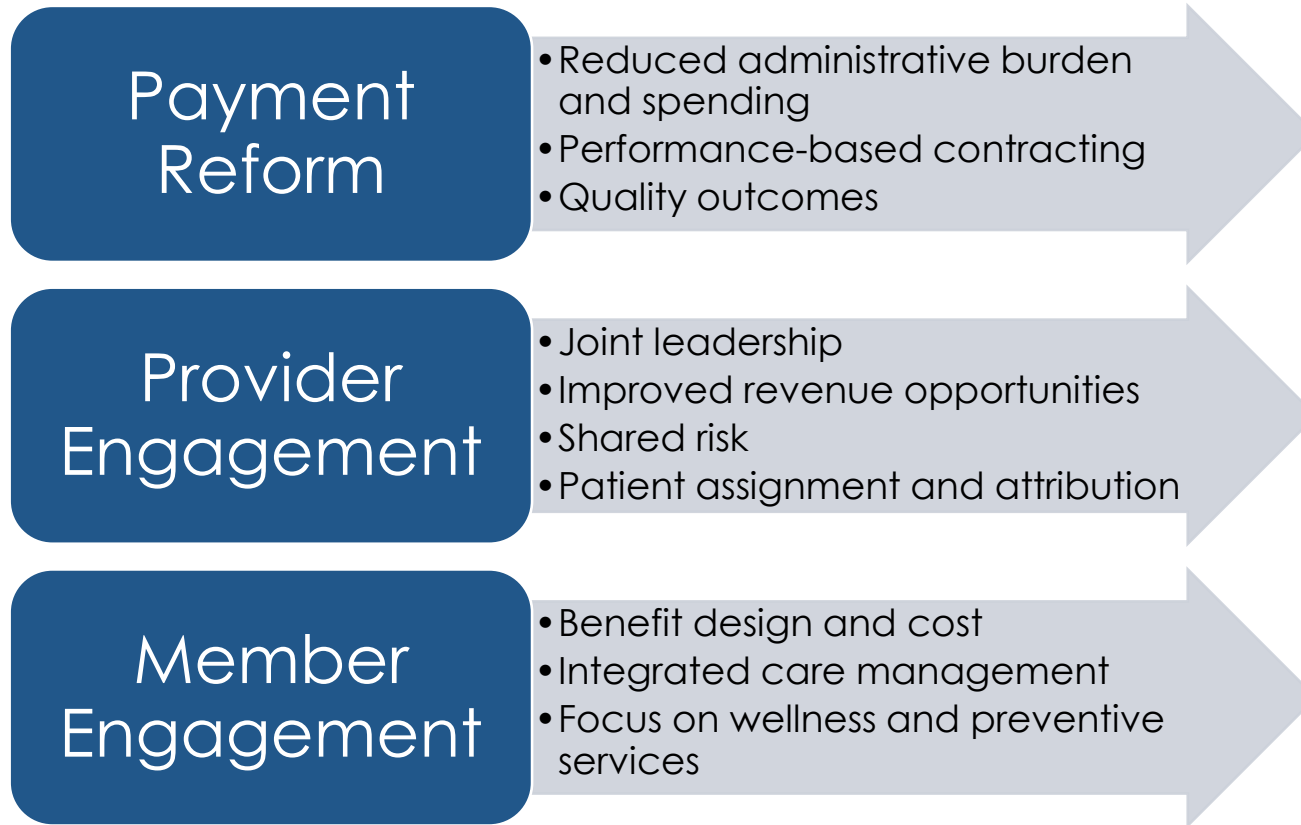 Payment
Reform
•Reduced administrative burden
and spending
•Performance-based contracting
•Quality outcomes
Provider
Engagement
•Joint leadership
•Improved revenue opportunities
•Shared risk
•Patient assignment and attribution
Member
Engagement
•Benefit design and cost
•Integrated care management
•Focus on wellness and preventive
services